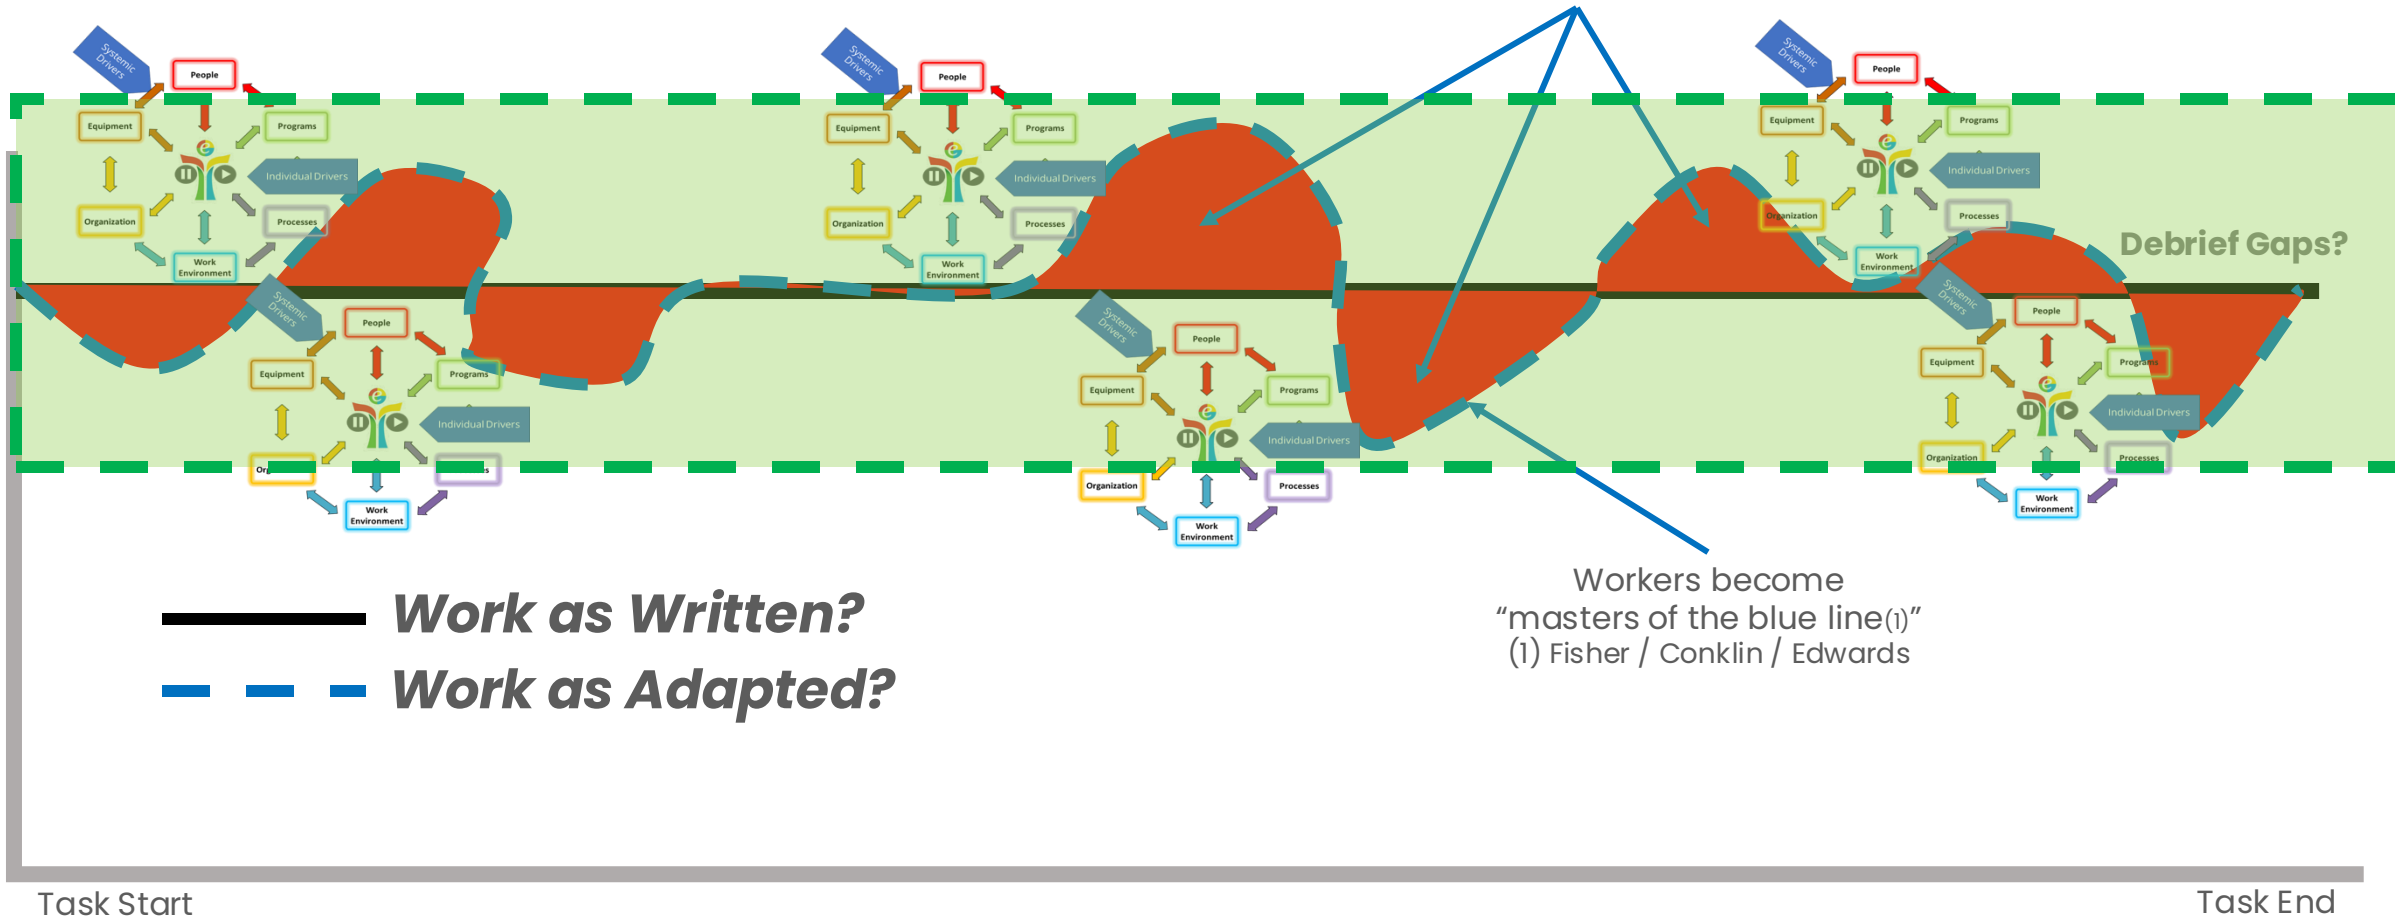 Systemic
Drivers
People
Equipment
Programs
Individual Drivers
Organization
Processes
Work
Environment
Systemic
Drivers
People
Equipment
Programs
Individual Drivers
Organization
Processes
Work
Environment
Systemic
Drivers
People
Equipment
Programs
Individual Drivers
Organization
Processes
Work
Environment
Debrief Gaps?
Systemic
Drivers
People
Equipment
Programs
Individual Drivers
Work
Environment
Systemic
Drivers
People
Equipment
Programs
Individual Drivers
Organization
Processes
Work
Environment
Systemic
Drivers
People
Equipment
Programs
Individual Drivers
Organization
Processes
Work
Environment
Work as Written?
Work as Adapted?
Workers become
“masters of the blue line(1)”
(1) Fisher / Conklin / Edwards
Task Start
Task End